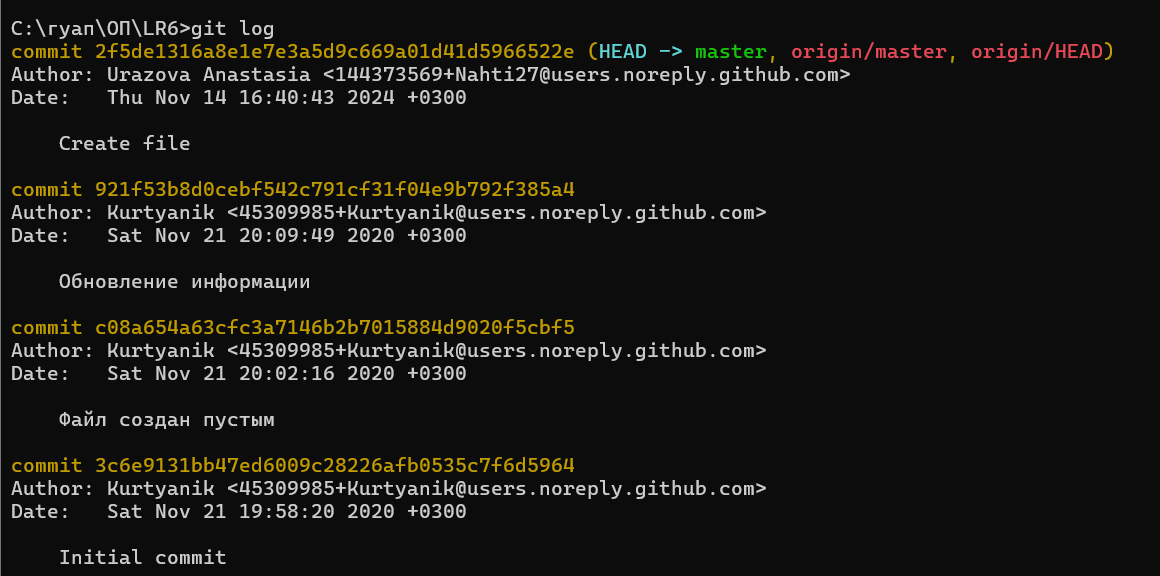 C:\гуап\ОП\LR6>git log
commit 2f5de1316a8e1e7e3a5d9c669a01d41d5966522e (HEAD -> master, origin/master, origin/HEAD)
Author: Urazova Anastasia <144373569+Nahti27@users.noreply.github.com>
Date:   Thu Nov 14 16:40:43 2024 +0300
Create file
commit 921f53b8d0cebf542c791cf31f04e9b792f385a4
Author: Kurtyanik <45309985+Kurtyanik@users.noreply.github.com>
Date:   Sat Nov 21 20:09:49 2020 +0300
Обновление информации
commit c08a654a63cfc3a7146b2b7015884d9020f5cbf5
Author: Kurtyanik <45309985+Kurtyanik@users.noreply.github.com>
Date:   Sat Nov 21 20:02:16 2020 +0300
Файл создан пустым
commit 3c6e9131bb47ed6009c28226afb0535c7f6d5964
Author: Kurtyanik <45309985+Kurtyanik@users.noreply.github.com>
Date:   Sat Nov 21 19:58:20 2020 +0300
Initial commit